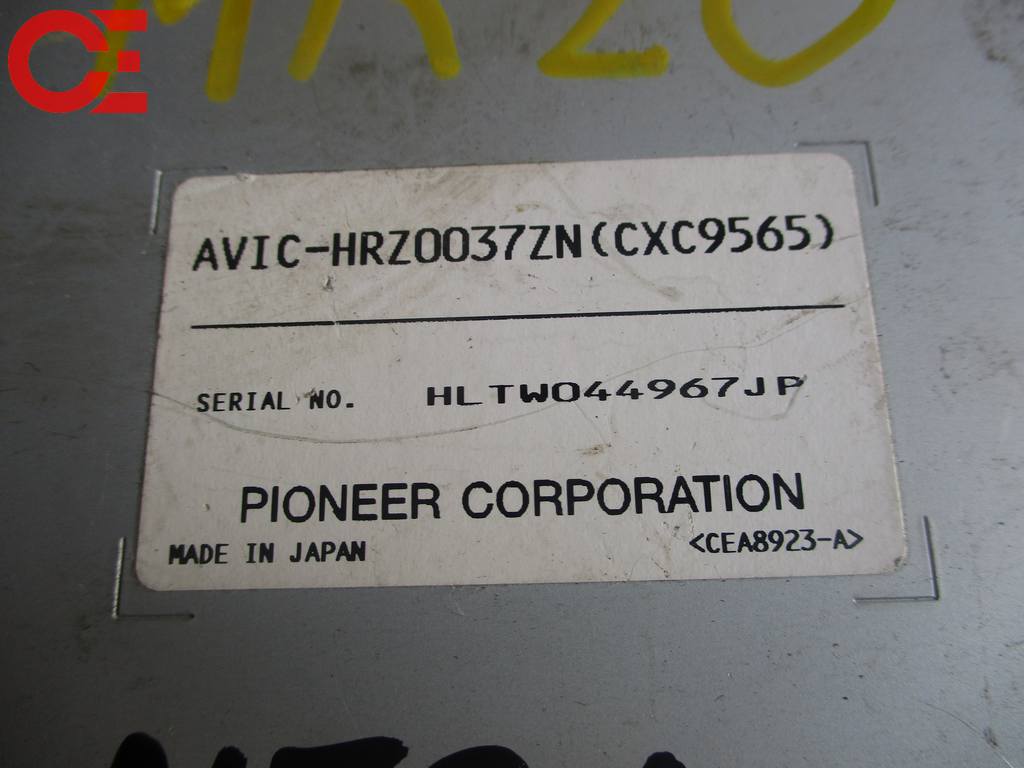 CE
AVIC-HRZ0037ZN(CXC9565)
SERIAL NO. HLTW044967JP
PIONEER CORPORATION
MADE IN JAPAN <CEA8923-A>